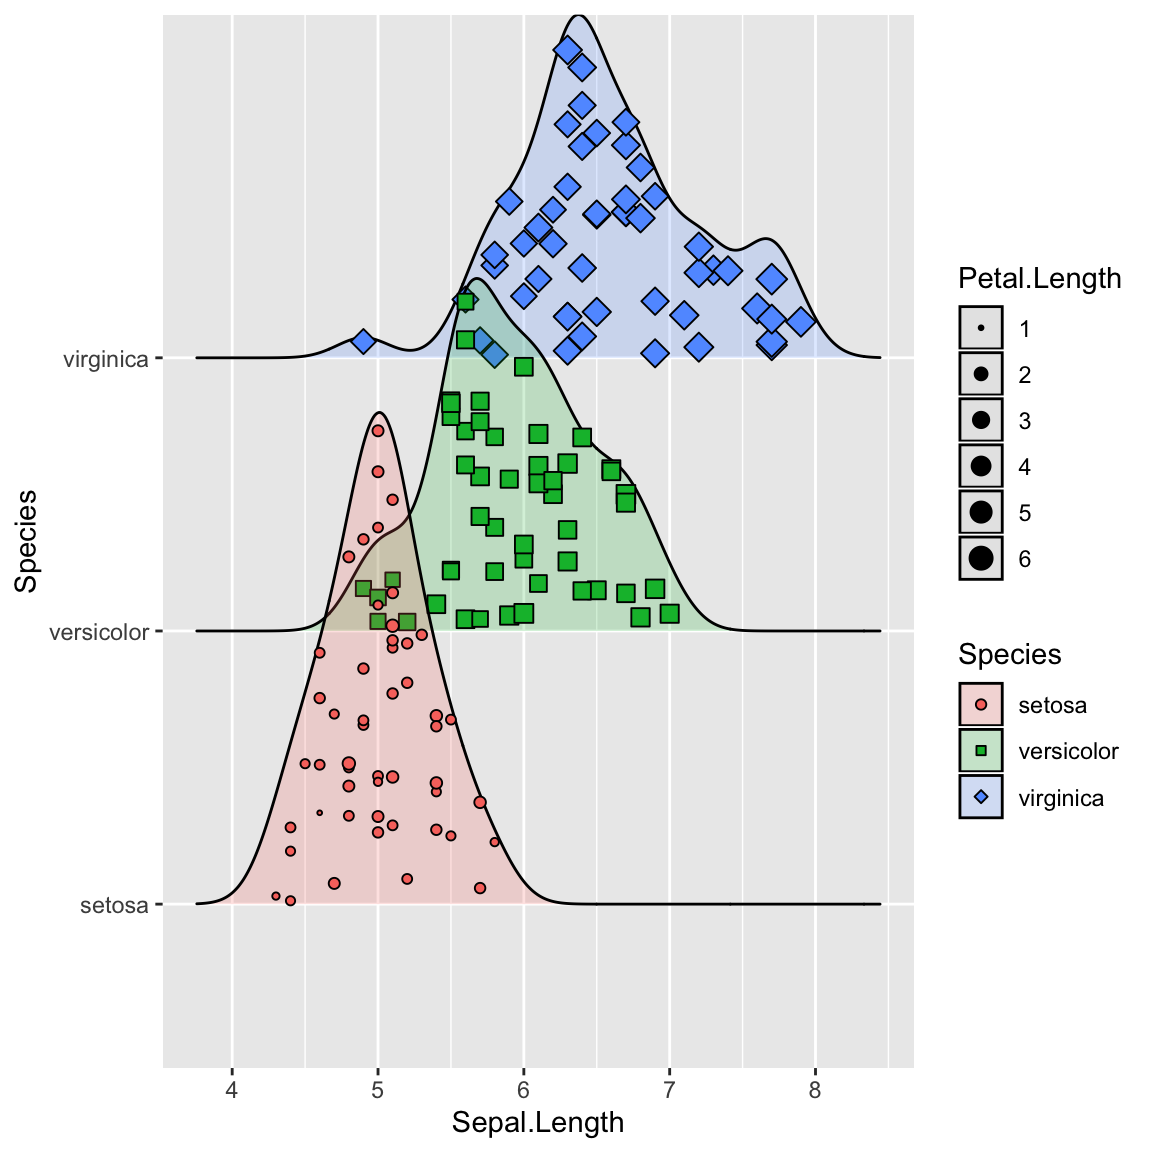 Species
virginica
versicolor
setosa
4 5 6 7 8
Sepal.Length
Petal.Length
1
2
3
4
5
6
Species
setosa
versicolor
virginica